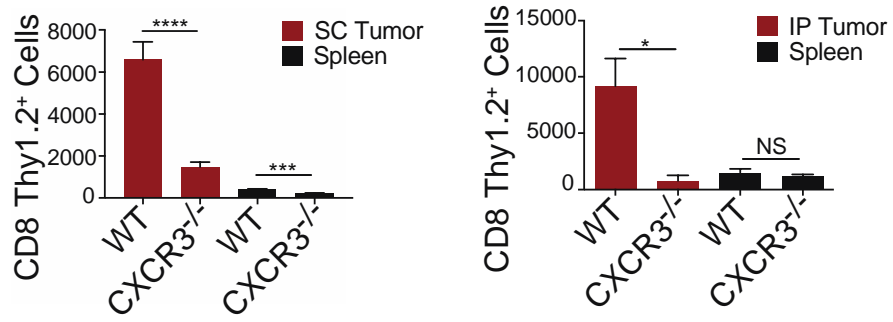 CD8 Thy1.2⁺ Cells
8000
6000
4000
2000
0
****
***
SC Tumor
Spleen
WT
CXCR3⁻/⁻
WT
CXCR3⁻/⁻
CD8 Thy1.2⁺ Cells
15000
10000
5000
0
*
NS
IP Tumor
Spleen
WT
CXCR3⁻/⁻
WT
CXCR3⁻/⁻